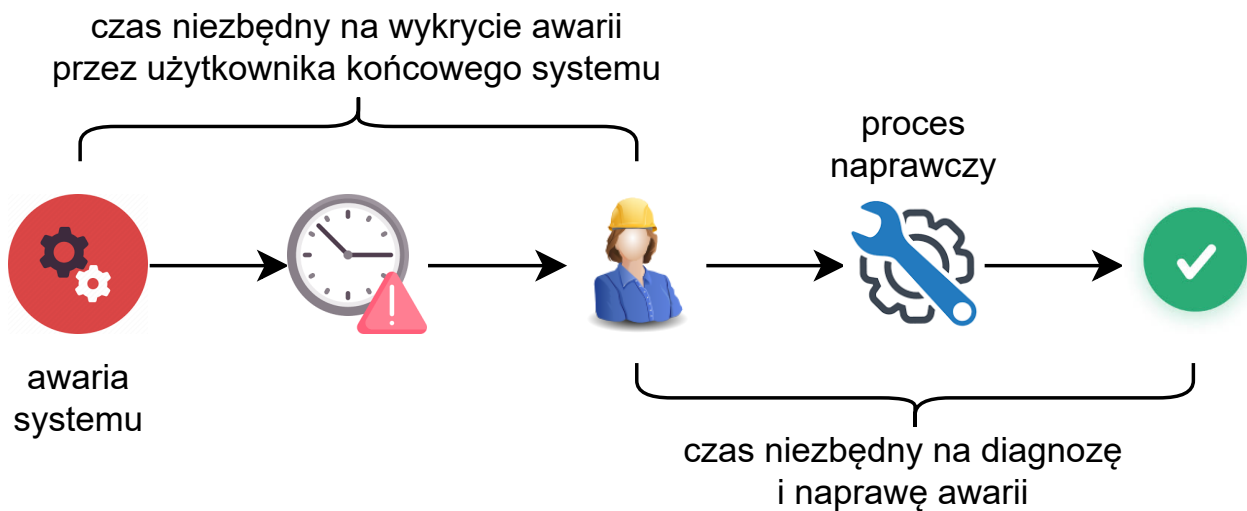 czas niezbędny na wykrycie awarii
przez użytkownika końcowego systemu
proces
naprawczy
awaria
systemu
czas niezbędny na diagnozę
i naprawę awarii